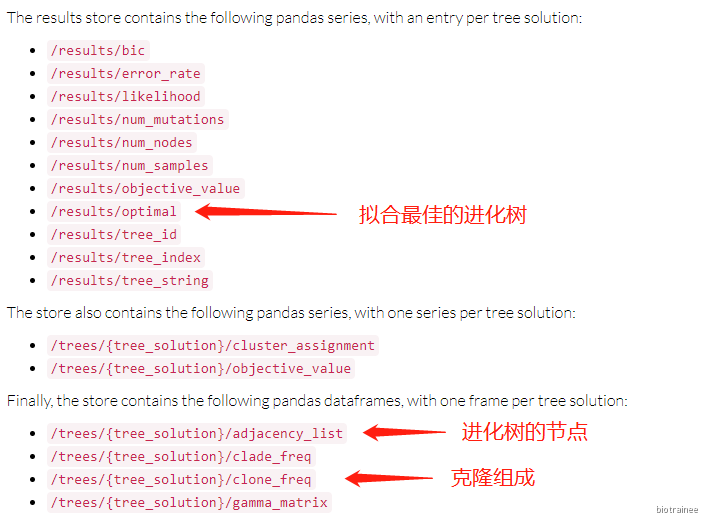 The results store contains the following pandas series, with an entry per tree solution:
/results/bic
/results/error_rate
/results/likelihood
/results/num_mutations
/results/num_nodes
/results/num_samples
/results/objective_value
/results/optimal 拟合最佳的进化树
/results/tree_id
/results/tree_index
/results/tree_string
The store also contains the following pandas series, with one series per tree solution:
/trees/{tree_solution}/cluster_assignment
/trees/{tree_solution}/objective_value
Finally, the store contains the following pandas dataframes, with one frame per tree solution:
/trees/{tree_solution}/adjacency_list 进化树的节点
/trees/{tree_solution}/clade_freq
/trees/{tree_solution}/clone_freq 克隆组成
/trees/{tree_solution}/gamma_matrix
biotrainee